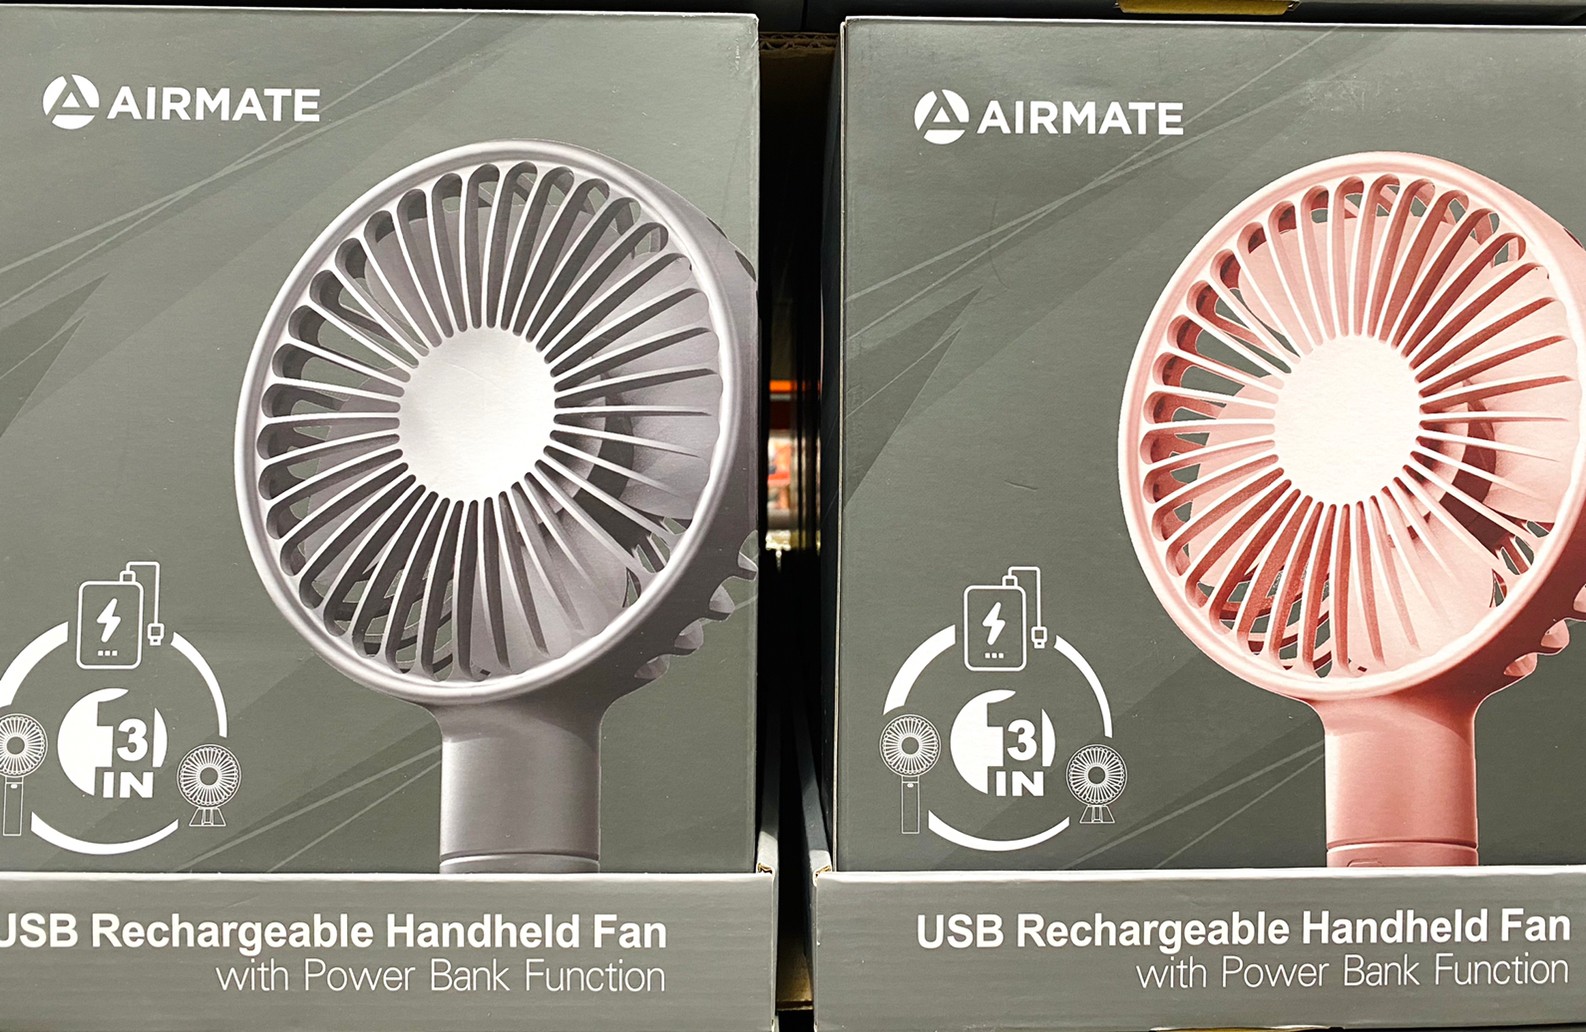 AIRMATE
3
IN
USB Rechargeable Handheld Fan
with Power Bank Function
AIRMATE
3
IN
USB Rechargeable Handheld Fan
with Power Bank Function